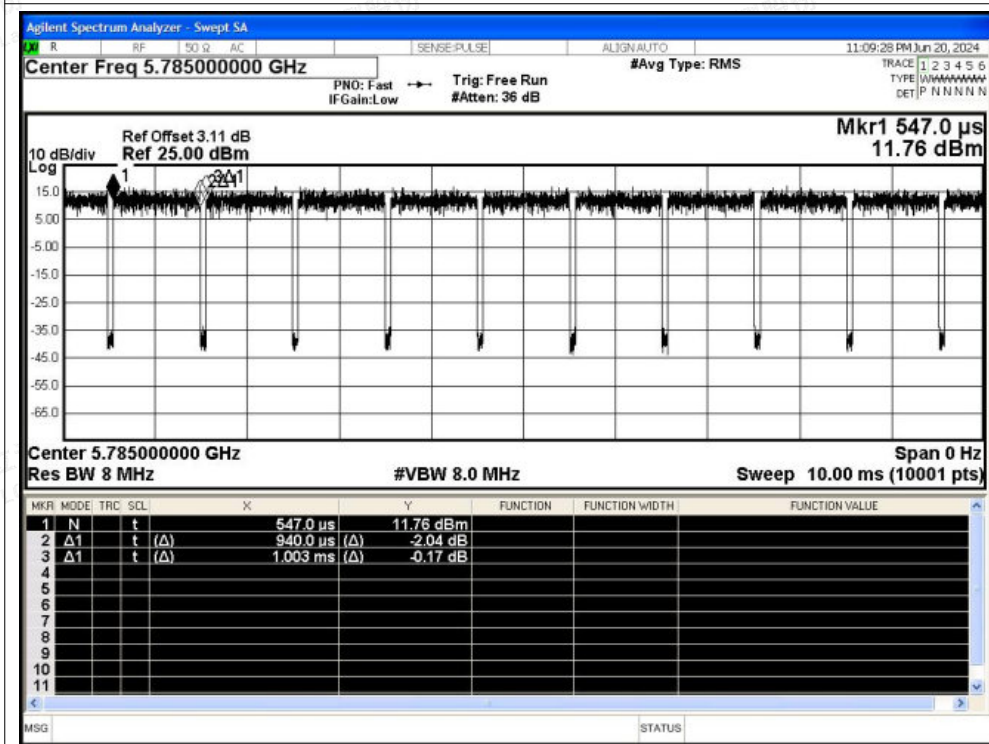 Agilent Spectrum Analyzer - Swept SA
LXI R RF 50 Ω AC SENSE:PULSE ALIGNAUTO 11:09:28 PM Jun 20, 2024
Center Freq 5.785000000 GHz #Avg Type: RMS TRACE 1 2 3 4 5 6
PNO: Fast Trig: Free Run TYPE WWWWWW
IFGain:Low #Atten: 36 dB DET P N N N N N
Mkr1 547.0 µs
Ref Offset 3.11 dB
10 dB/div Ref 25.00 dBm 11.76 dBm
Log
1 2Δ1 3Δ1
15.0
5.00
-5.00
-15.0
-25.0
-35.0
-45.0
-55.0
-65.0
Center 5.785000000 GHz Span 0 Hz
Res BW 8 MHz #VBW 8.0 MHz Sweep 10.00 ms (10001 pts)
MKR MODE TRC SCL X Y FUNCTION FUNCTION WIDTH FUNCTION VALUE
1 N t 547.0 µs 11.76 dBm
2 Δ1 t (Δ) 940.0 µs (Δ) -2.04 dB
3 Δ1 t (Δ) 1.003 ms (Δ) -0.17 dB
4
5
6
7
8
9
10
11
MSG STATUS